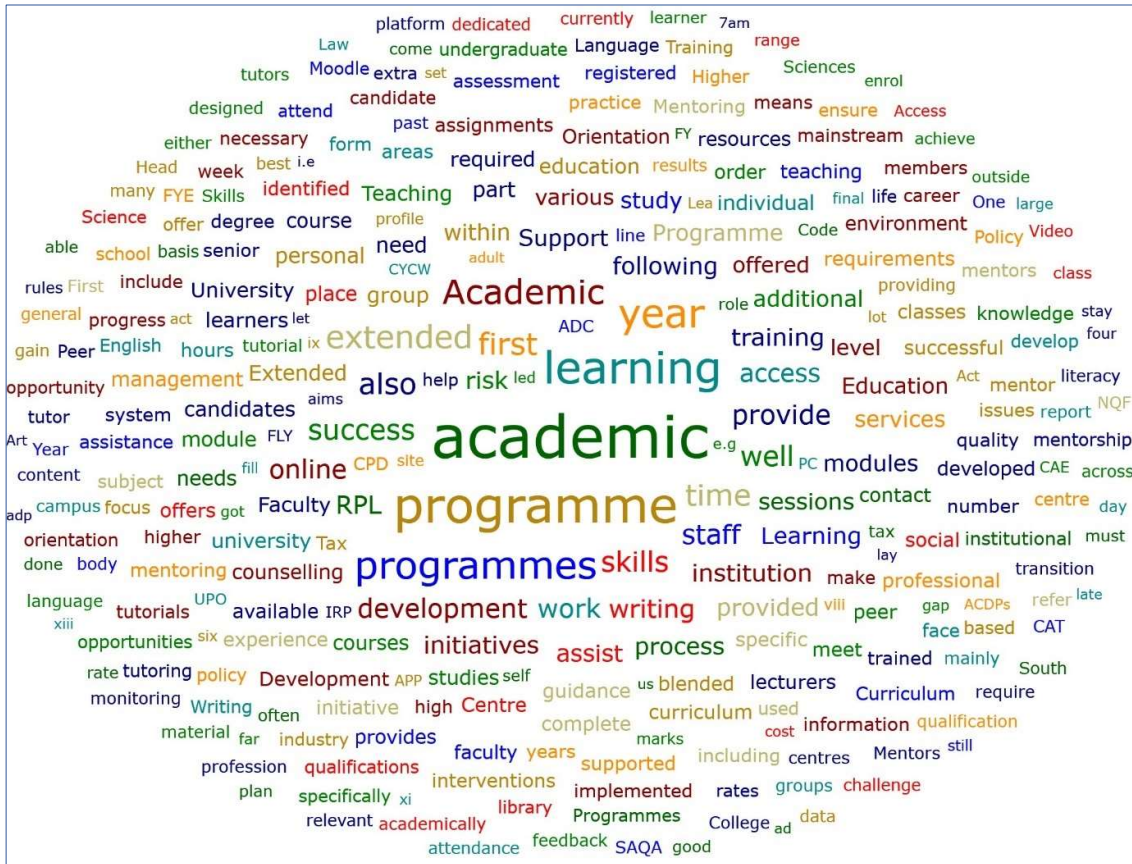 platform dedicated currently learner 7am
Law come undergraduate Language Training range
tutors Moodle extra set assessment registered Higher Sciences enrol
designed attend candidate practice Mentoring means ensure Access
either necessary form past assignments Orientation FY resources mainstream achieve
Head week best i.e areas required education results order teaching members outside
many FYE Skills identified Teaching part various study Lea individual final life career One large
Science offer degree course profile within Support line Programme Code environment Policy Video
able school basis senior personal need CYCW adult following offered requirements mentors class
rules First include University place group Academic year role additional providing
general progress act learners let extended first ADC training lot classes knowledge stay
gain Peer English hours tutorial ix learning level successful develop four
opportunity management Extended also help risk led access Education Act mentor literacy
tutor system candidates aims success academic provide services issues report NQF
Art Year assistance module FLY e.g well PC modules quality mentorship
content subject needs fill online CPD site developed CAE across
adp campus focus offers got Faculty RPL programme time sessions contact number centre day
orientation higher university Tax staff Learning tax social institutional must
done body mentoring counselling programmes skills institution lay make professional transition
language xiii tutorials UPO available IRP development work writing provided viii peer gap ACDPs refer late
opportunities six experience courses initiatives assist process specific meet face based CAT
rate tutoring policy Development APP studies self guidance us blended lecturers trained mainly South
monitoring Writing often initiative high Centre complete curriculum used Curriculum require
material far industry provides faculty years marks including cost information qualification
profession qualifications interventions supported centres Mentors still
plan specifically xi library implemented rates groups challenge
relevant academically Programmes College ad data
attendance feedback SAQA good